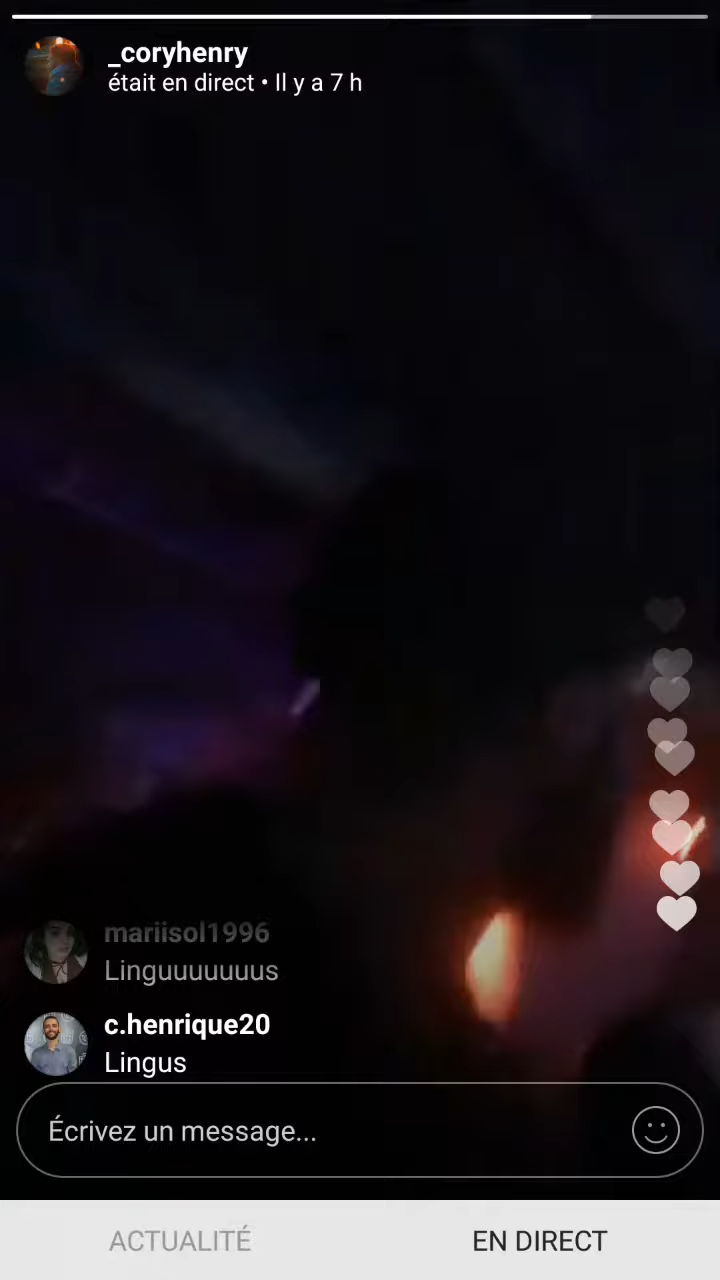 _coryhenry
était en direct • Il y a 7 h
mariisol1996
Linguuuuuuus
c.henrique20
Lingus
Écrivez un message...
ACTUALITÉ
EN DIRECT